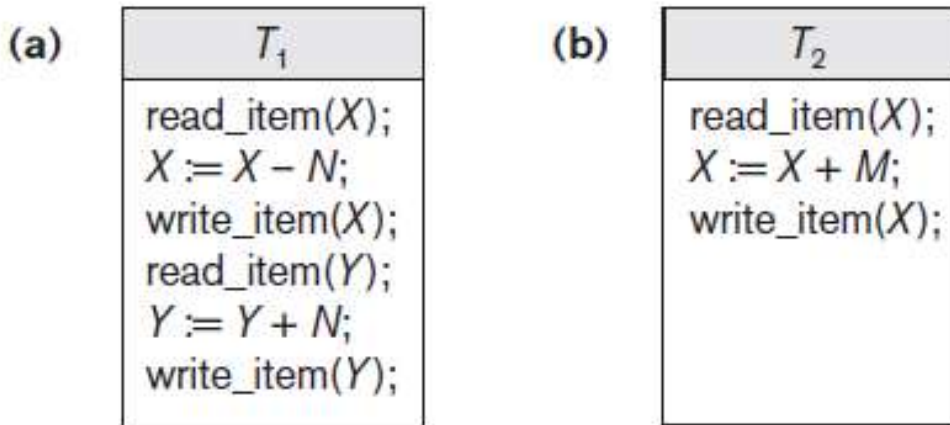 (a)
T₁
read_item(X);
X := X – N;
write_item(X);
read_item(Y);
Y := Y + N;
write_item(Y);
(b)
T₂
read_item(X);
X := X + M;
write_item(X);